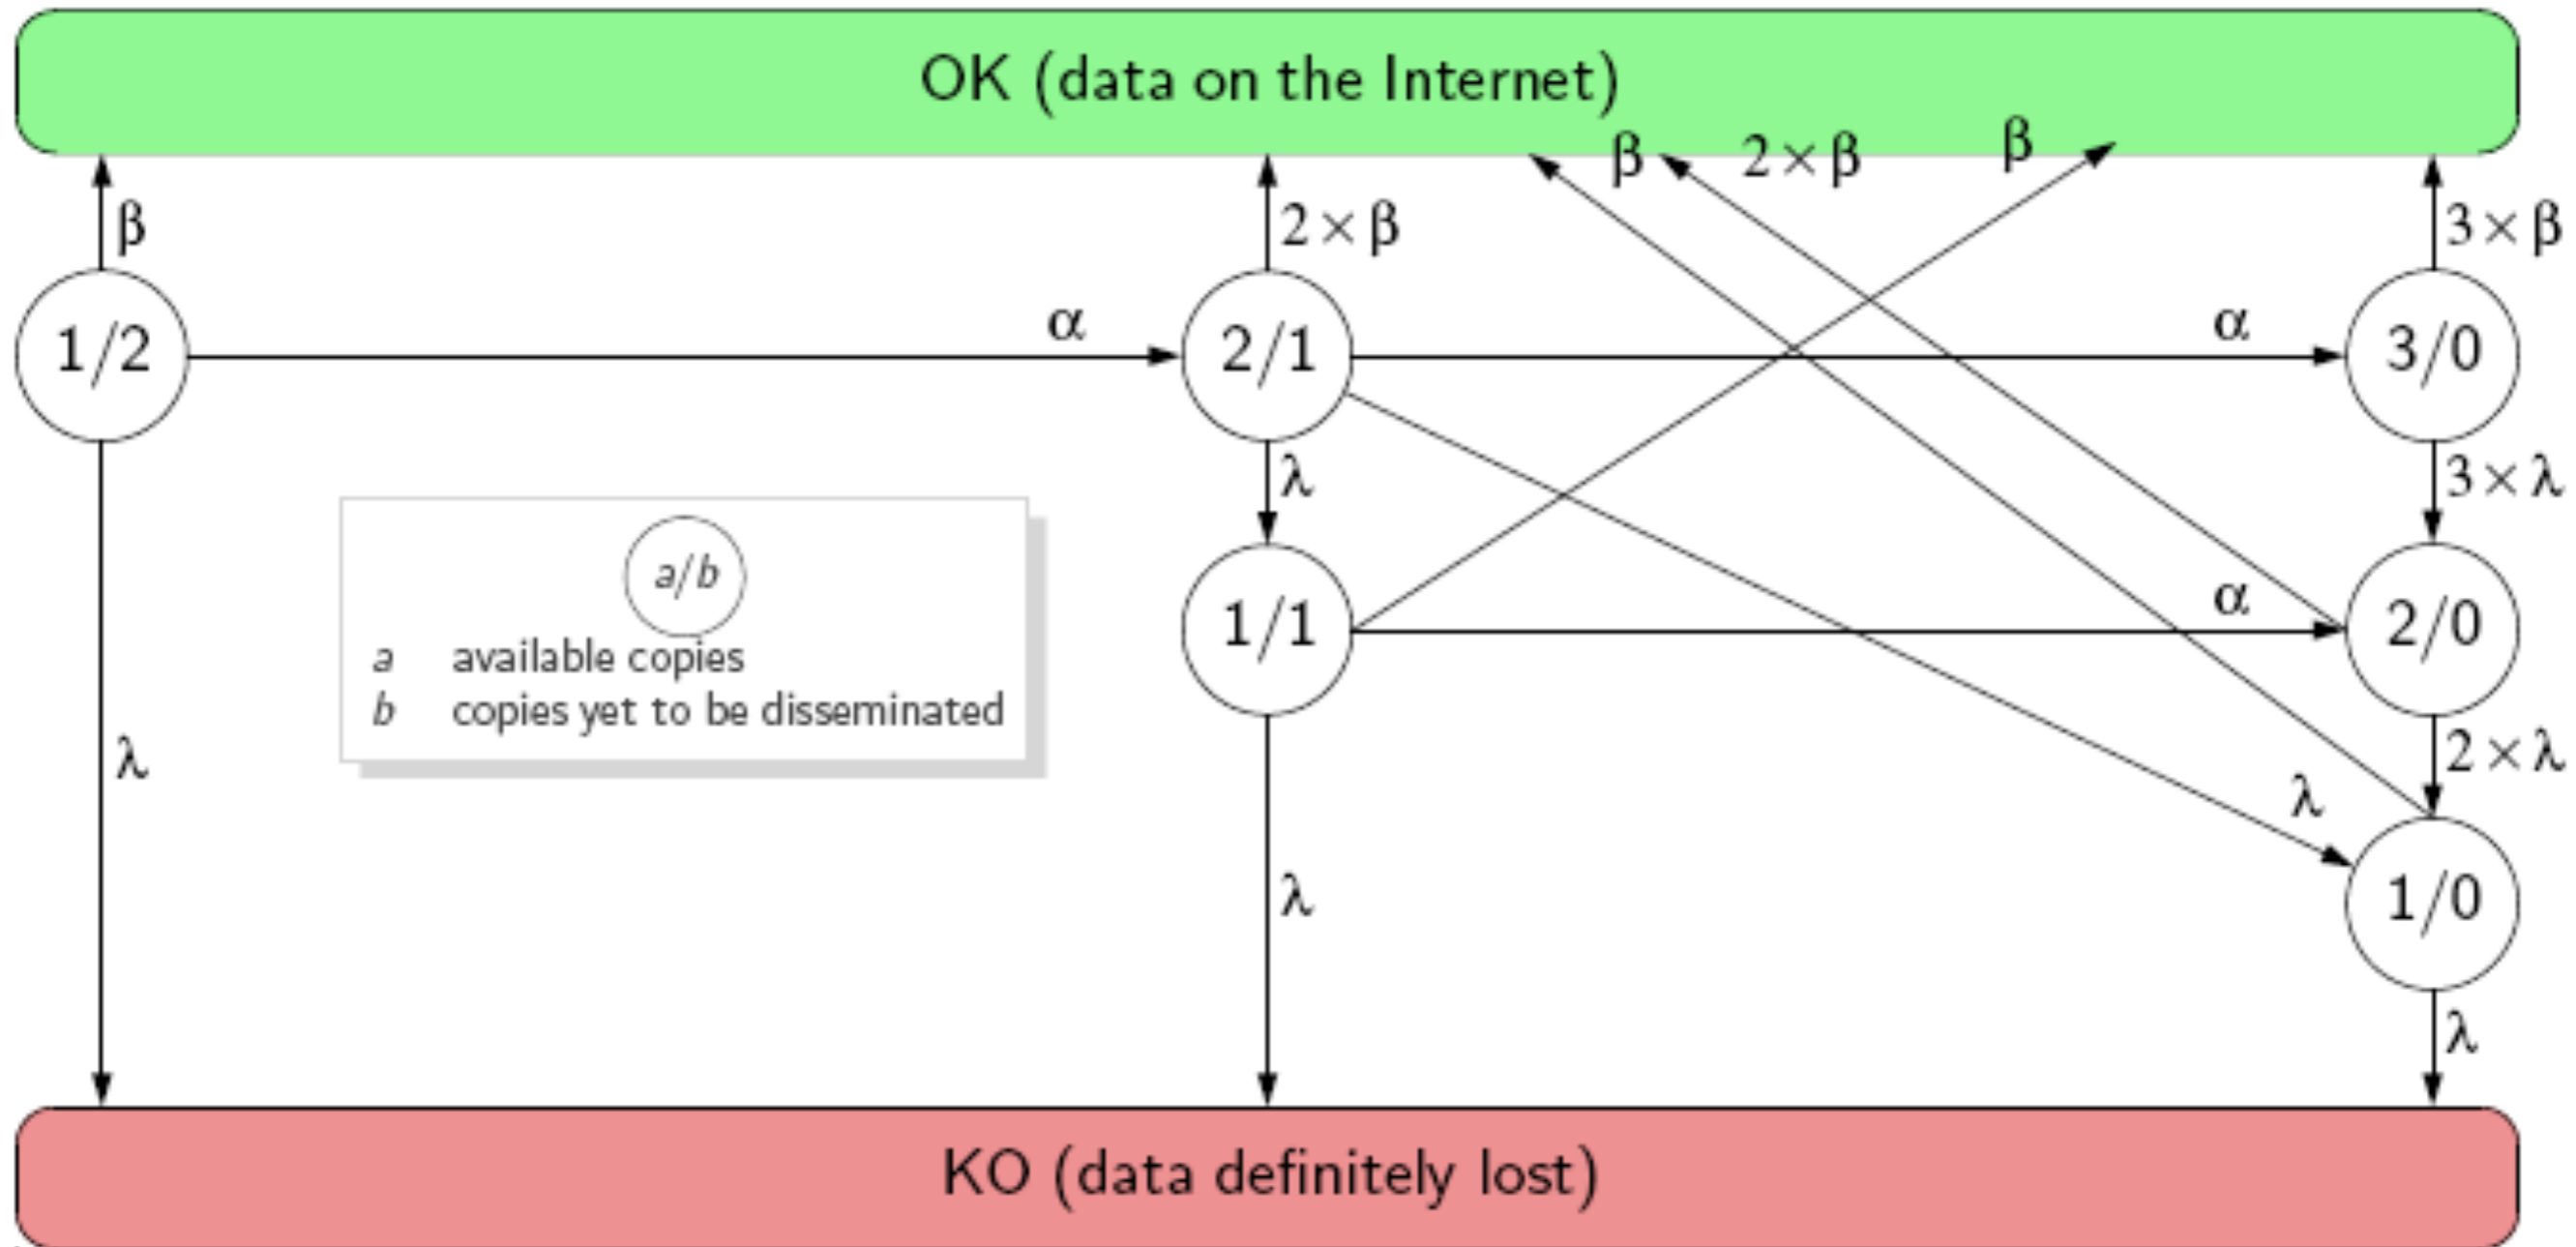 OK (data on the Internet)
β 2×β β
β 2×β 3×β
α α
1/2 2/1 3/0
λ 3×λ
a/b
α
1/1 2/0
a available copies
b copies yet to be disseminated
λ 2×λ
λ
λ 1/0
λ
KO (data definitely lost)